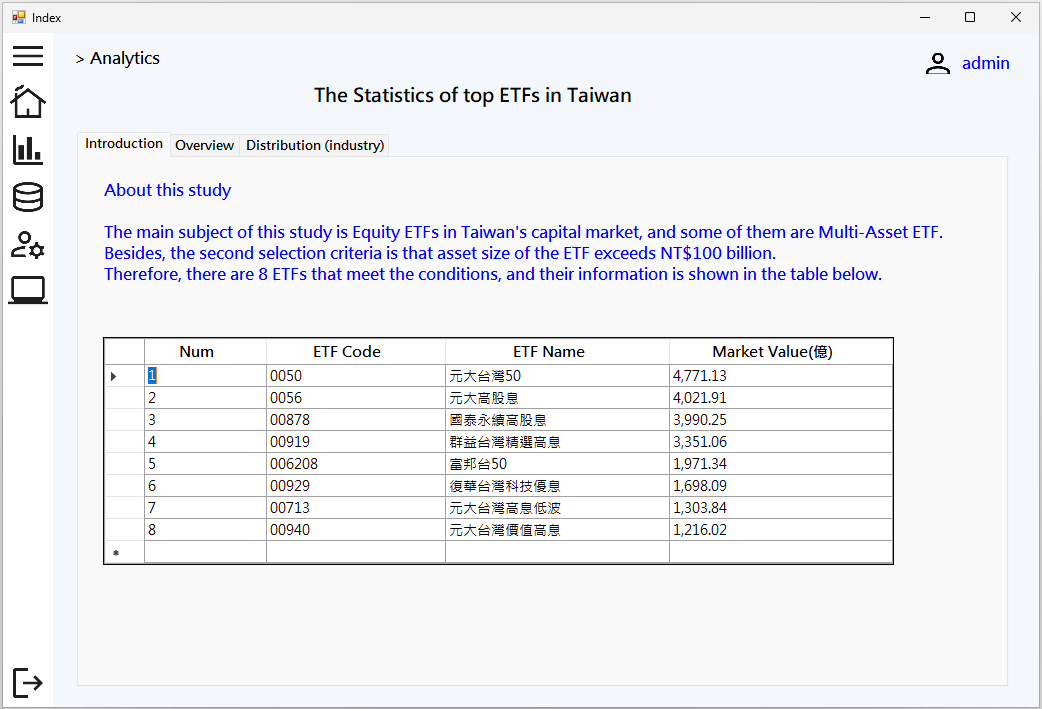 Index
> Analytics
admin
The Statistics of top ETFs in Taiwan
Introduction Overview Distribution (industry)
About this study
The main subject of this study is Equity ETFs in Taiwan's capital market, and some of them are Multi-Asset ETF.
Besides, the second selection criteria is that asset size of the ETF exceeds NT$100 billion.
Therefore, there are 8 ETFs that meet the conditions, and their information is shown in the table below.
Num ETF Code ETF Name Market Value(億)
1 0050 元大台灣50 4,771.13
2 0056 元大高股息 4,021.91
3 00878 國泰永續高股息 3,990.25
4 00919 群益台灣精選高息 3,351.06
5 006208 富邦台50 1,971.34
6 00929 復華台灣科技優息 1,698.09
7 00713 元大台灣高息低波 1,303.84
8 00940 元大台灣價值高息 1,216.02